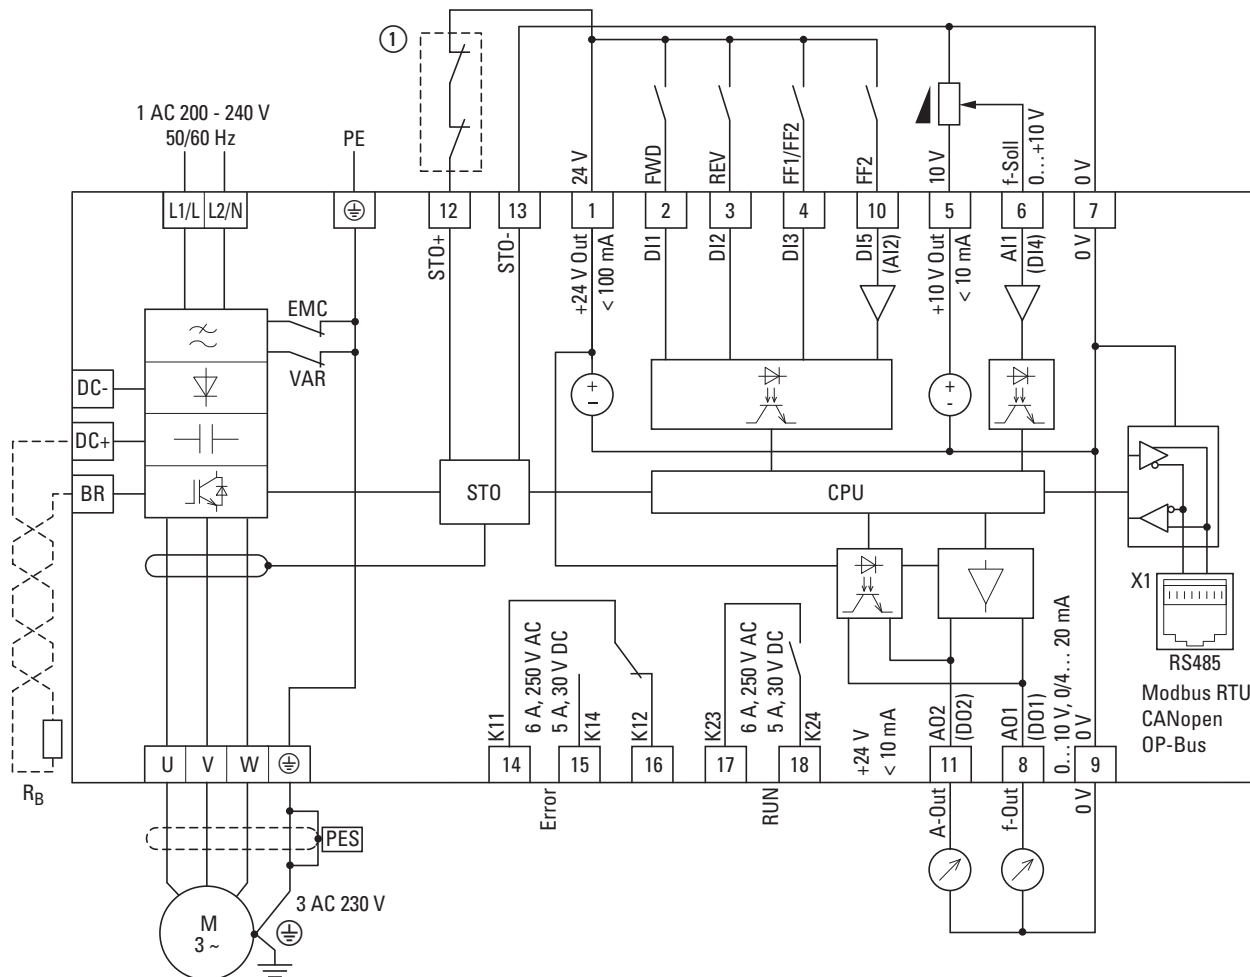 1
1 AC 200 - 240 V
50/60 Hz
PE
24 V
FWD
REV
FF1/FF2
FF2
10 V
f-Soll
0...+10 V
0 V
L1/L
L2/N
12
13
1
2
3
4
10
5
6
7
STO+
STO-
+24 V Out
< 100 mA
DI1
DI2
DI3
DI5
(AI2)
+10 V Out
< 10 mA
AI1
(DI4)
0 V
EMC
VAR
DC-
DC+
BR
STO
CPU
X1
RS485
Modbus RTU
CANopen
OP-Bus
K11
6 A, 250 V AC
5 A, 30 V DC
K14
K12
K23
6 A, 250 V AC
5 A, 30 V DC
K24
+24 V
< 10 mA
AO2
(DO2)
AO1
(DO1)
0...10 V, 0/4... 20 mA
0 V
U
V
W
14
15
16
17
18
11
8
9
RB
Error
RUN
A-Out
f-Out
0 V
PES
3 AC 230 V
M
3 ~